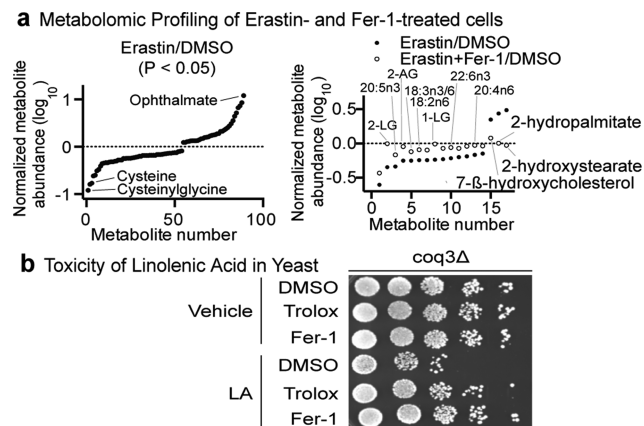 a Metabolomic Profiling of Erastin- and Fer-1-treated cells
Erastin/DMSO
(P < 0.05)
Normalized metabolite
abundance (log10)
1
0
-1
Ophthalmate
Cysteine
Cysteinylglycine
0 50 100
Metabolite number
Erastin/DMSO
Erastin+Fer-1/DMSO
Normalized metabolite
abundance (log10)
0.5
0.0
-0.5
2-AG 22:6n3
20:5n3 18:3n3/6 20:4n6
18:2n6
2-LG 1-LG
2-hydroxypalmitate
2-hydroxystearate
7-ß-hydroxycholesterol
0 5 10 15
Metabolite number
b Toxicity of Linolenic Acid in Yeast
coq3Δ
Vehicle
DMSO
Trolox
Fer-1
LA
DMSO
Trolox
Fer-1